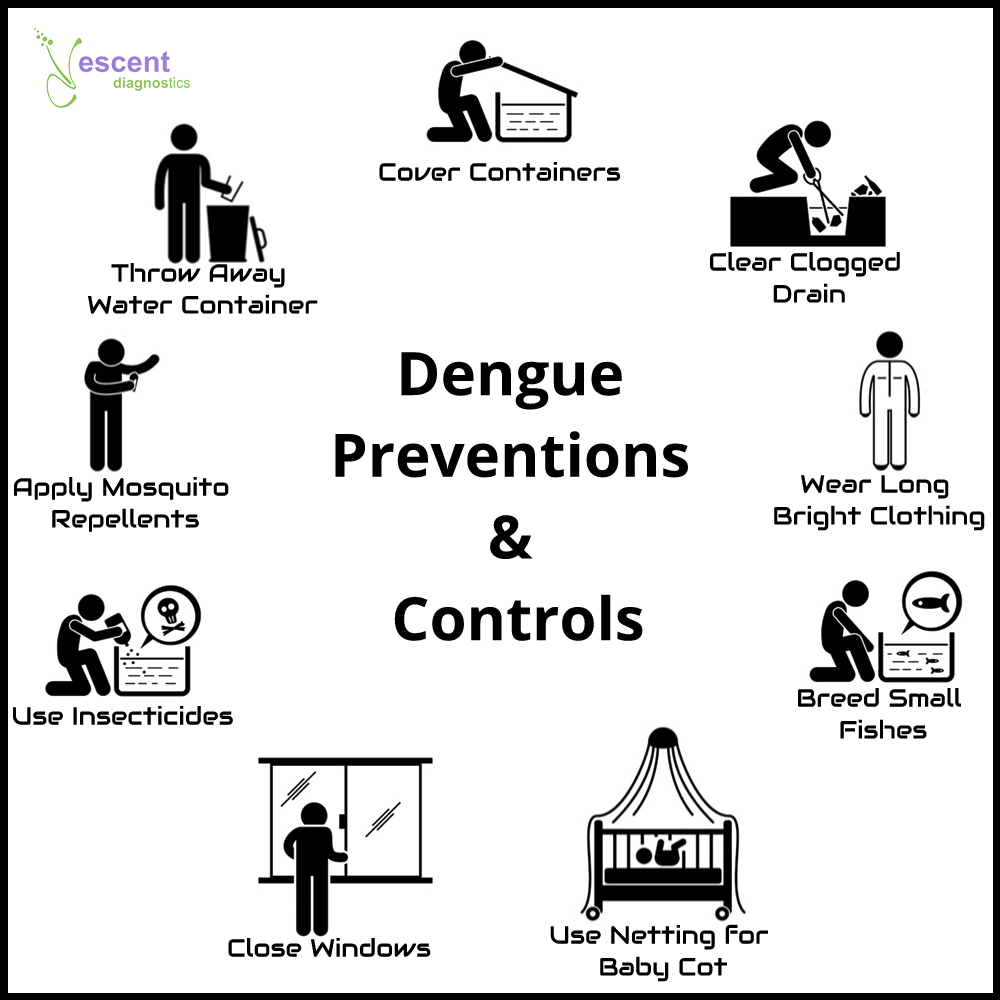 Vescent
diagnostics
Cover Containers
Throw Away
Water Container
Clear Clogged
Drain
Dengue
Preventions
&
Controls
Apply Mosquito
Repellents
Wear Long
Bright Clothing
Use Insecticides
Breed Small
Fishes
Close Windows
Use Netting for
Baby Cot